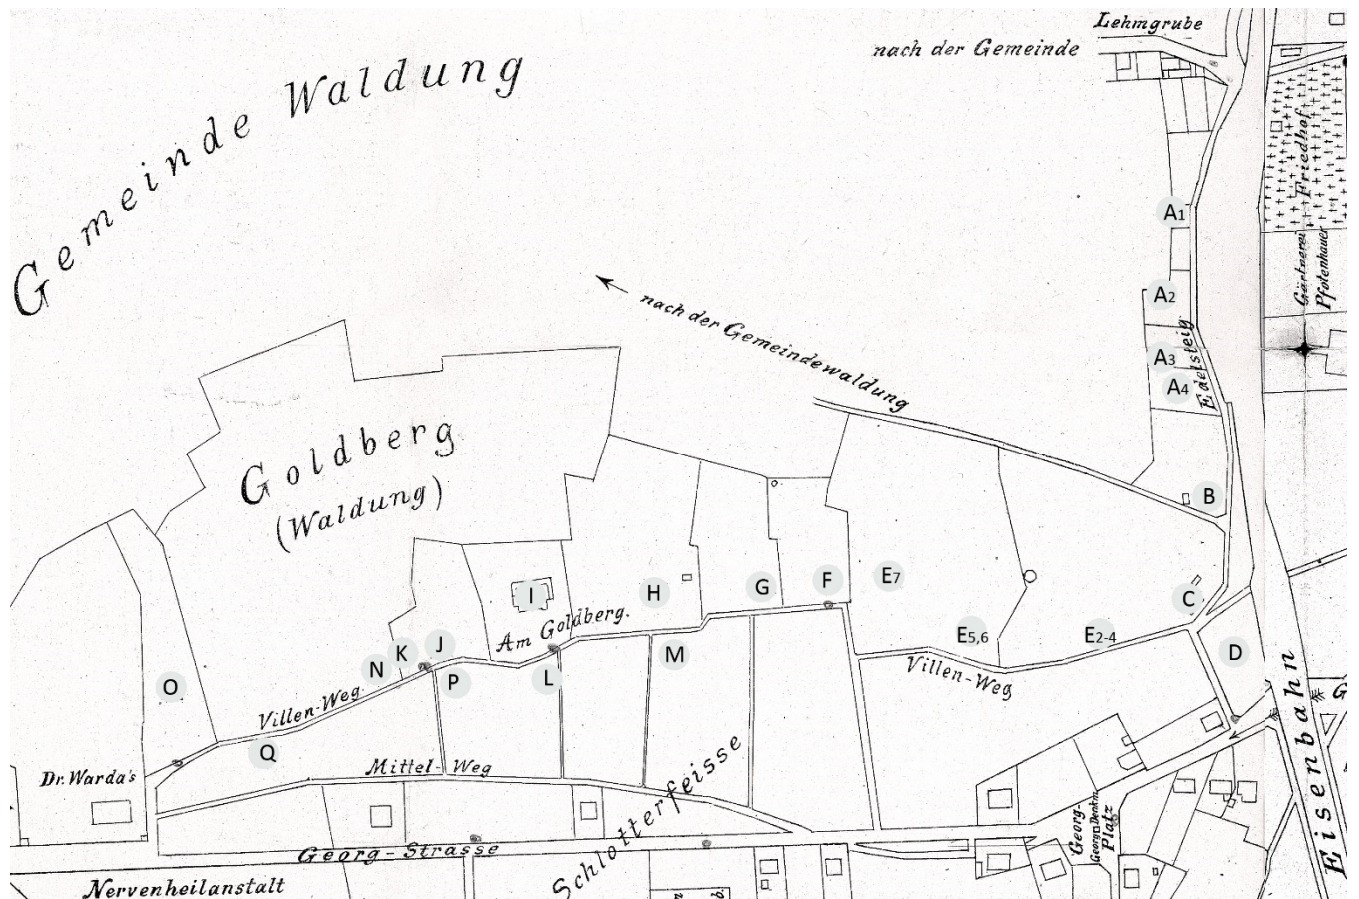 Lehmgrube
nach der Gemeinde
Gemeinde Waldung
Friedhof
Gärtnerei
Pfotenhauer
A1
A2
A3
A4
Edelsteig
nach der Gemeindewaldung
Goldberg
(Waldung)
B
C
D
E7
E5,6
E2-4
F
G
H
I
Am Goldberg.
J
K
L
M
N
O
P
Q
Villen-Weg
Villen-Weg
Dr. Warda's
Mittel-Weg
Schlotterfeisse
Georg-Strasse
Nervenheilanstalt
Georg-
Georg Denkm.
Platz
Eisenbahn
G
b.